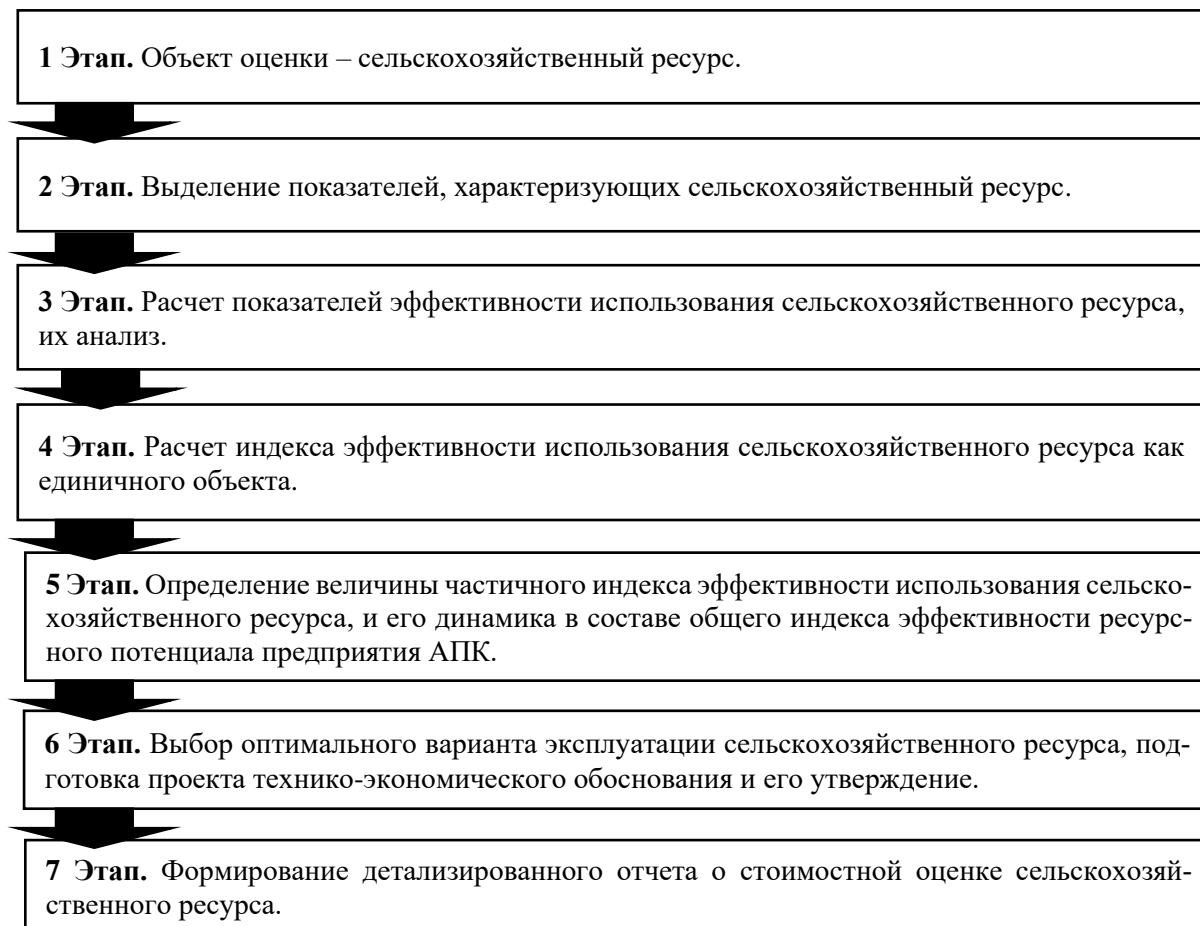 1 Этап. Объект оценки – сельскохозяйственный ресурс.
2 Этап. Выделение показателей, характеризующих сельскохозяйственный ресурс.
3 Этап. Расчет показателей эффективности использования сельскохозяйственного ресурса,
их анализ.
4 Этап. Расчет индекса эффективности использования сельскохозяйственного ресурса как
единичного объекта.
5 Этап. Определение величины частичного индекса эффективности использования сельско-
хозяйственного ресурса, и его динамика в составе общего индекса эффективности ресурс-
ного потенциала предприятия АПК.
6 Этап. Выбор оптимального варианта эксплуатации сельскохозяйственного ресурса, под-
готовка проекта технико-экономического обоснования и его утверждение.
7 Этап. Формирование детализированного отчета о стоимостной оценке сельскохозяй-
ственного ресурса.